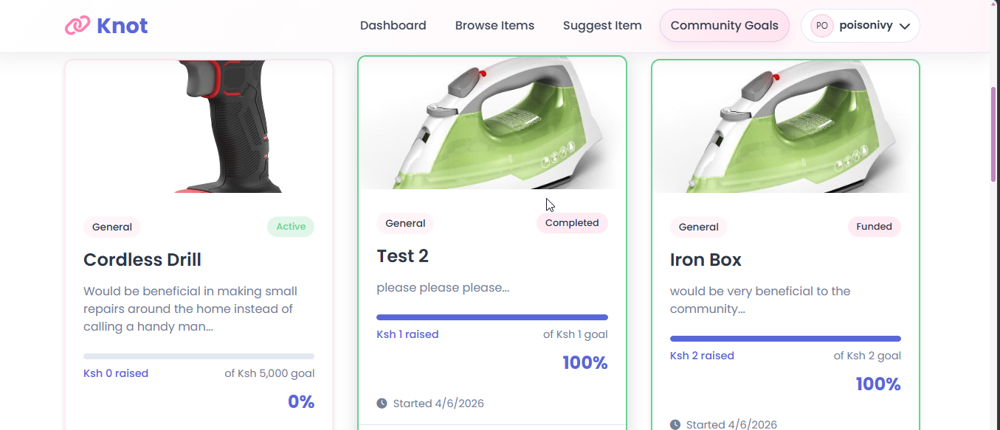 Knot
Dashboard
Browse Items
Suggest Item
Community Goals
PO
poisonivy
General
Active
Cordless Drill
Would be beneficial in making small
repairs around the home instead of
calling a handy man...
Ksh 0 raised
of Ksh 5,000 goal
0%
General
Completed
Test 2
please please please...
Ksh 1 raised
of Ksh 1 goal
100%
Started 4/6/2026
General
Funded
Iron Box
would be very beneficial to the
community...
Ksh 2 raised
of Ksh 2 goal
100%
Started 4/6/2026